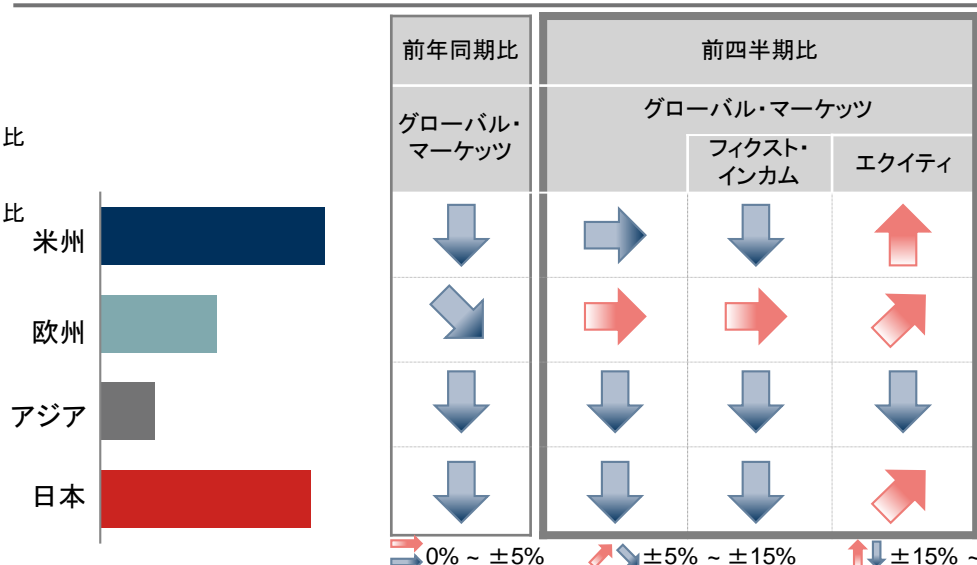 前年同期比
前四半期比
グローバル・
マーケッツ
グローバル・マーケッツ
フィクスト・
インカム
エクイティ
比
比
米州
欧州
アジア
日本
0% ~ ±5%
±5% ~ ±15%
±15% ~